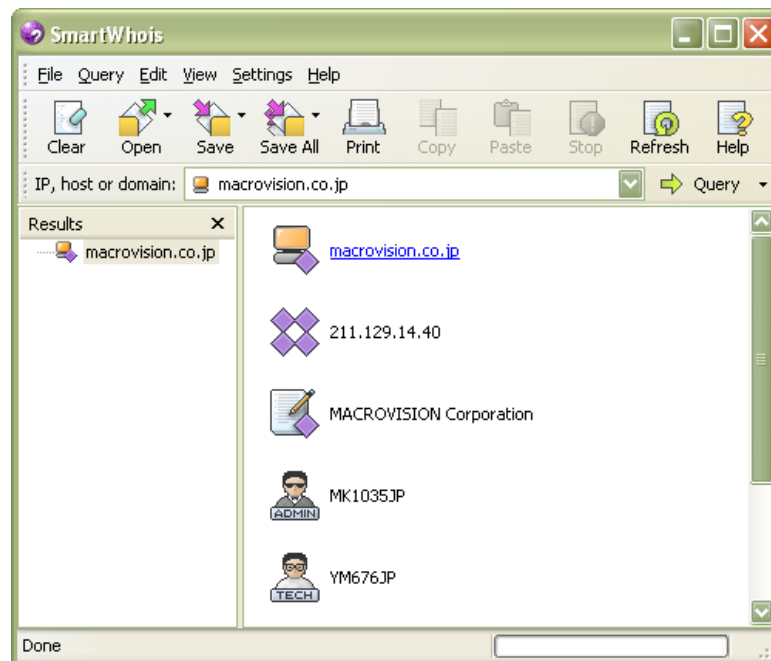 SmartWhois
File Query Edit View Settings Help
Clear Open Save Save All Print Copy Paste Stop Refresh Help
IP, host or domain: macrovision.co.jp Query
Results
macrovision.co.jp
macrovision.co.jp
211.129.14.40
MACROVISION Corporation
ADMIN
MK1035JP
TECH
YM676JP
Done